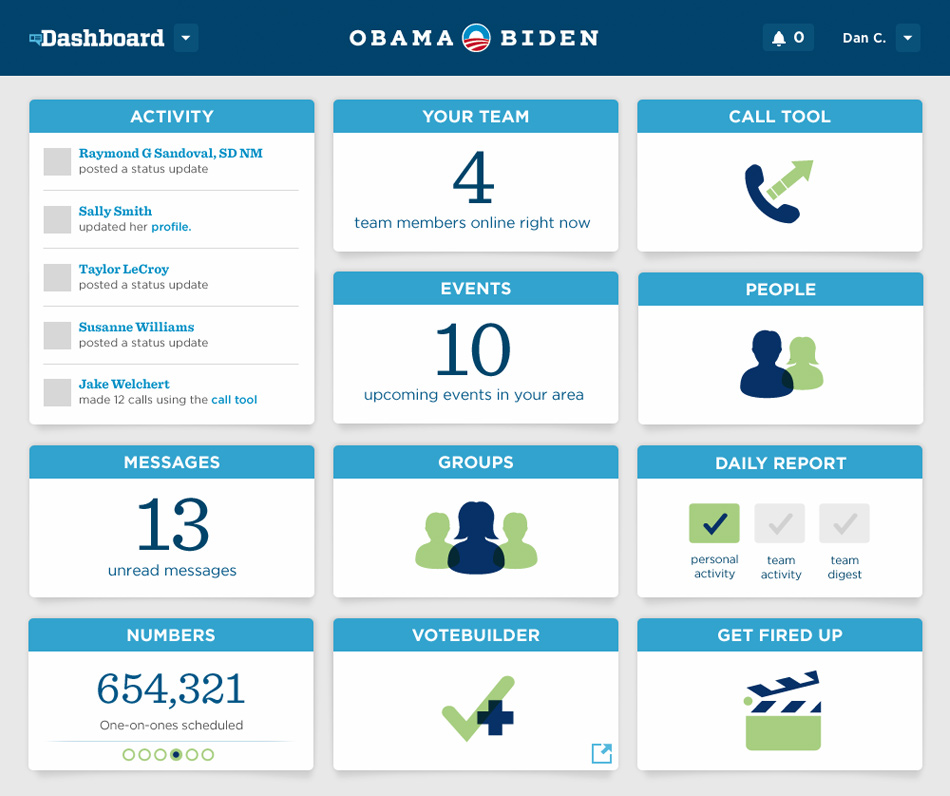 Dashboard
OBAMA BIDEN
0
Dan C.
ACTIVITY
Raymond G Sandoval, SD NM
posted a status update
Sally Smith
updated her profile.
Taylor LeCroy
posted a status update
Susanne Williams
posted a status update
Jake Welchert
made 12 calls using the call tool
YOUR TEAM
4
team members online right now
CALL TOOL
EVENTS
10
upcoming events in your area
PEOPLE
MESSAGES
13
unread messages
GROUPS
DAILY REPORT
personal
activity
team
activity
team
digest
NUMBERS
654,321
One-on-ones scheduled
VOTEBUILDER
GET FIRED UP